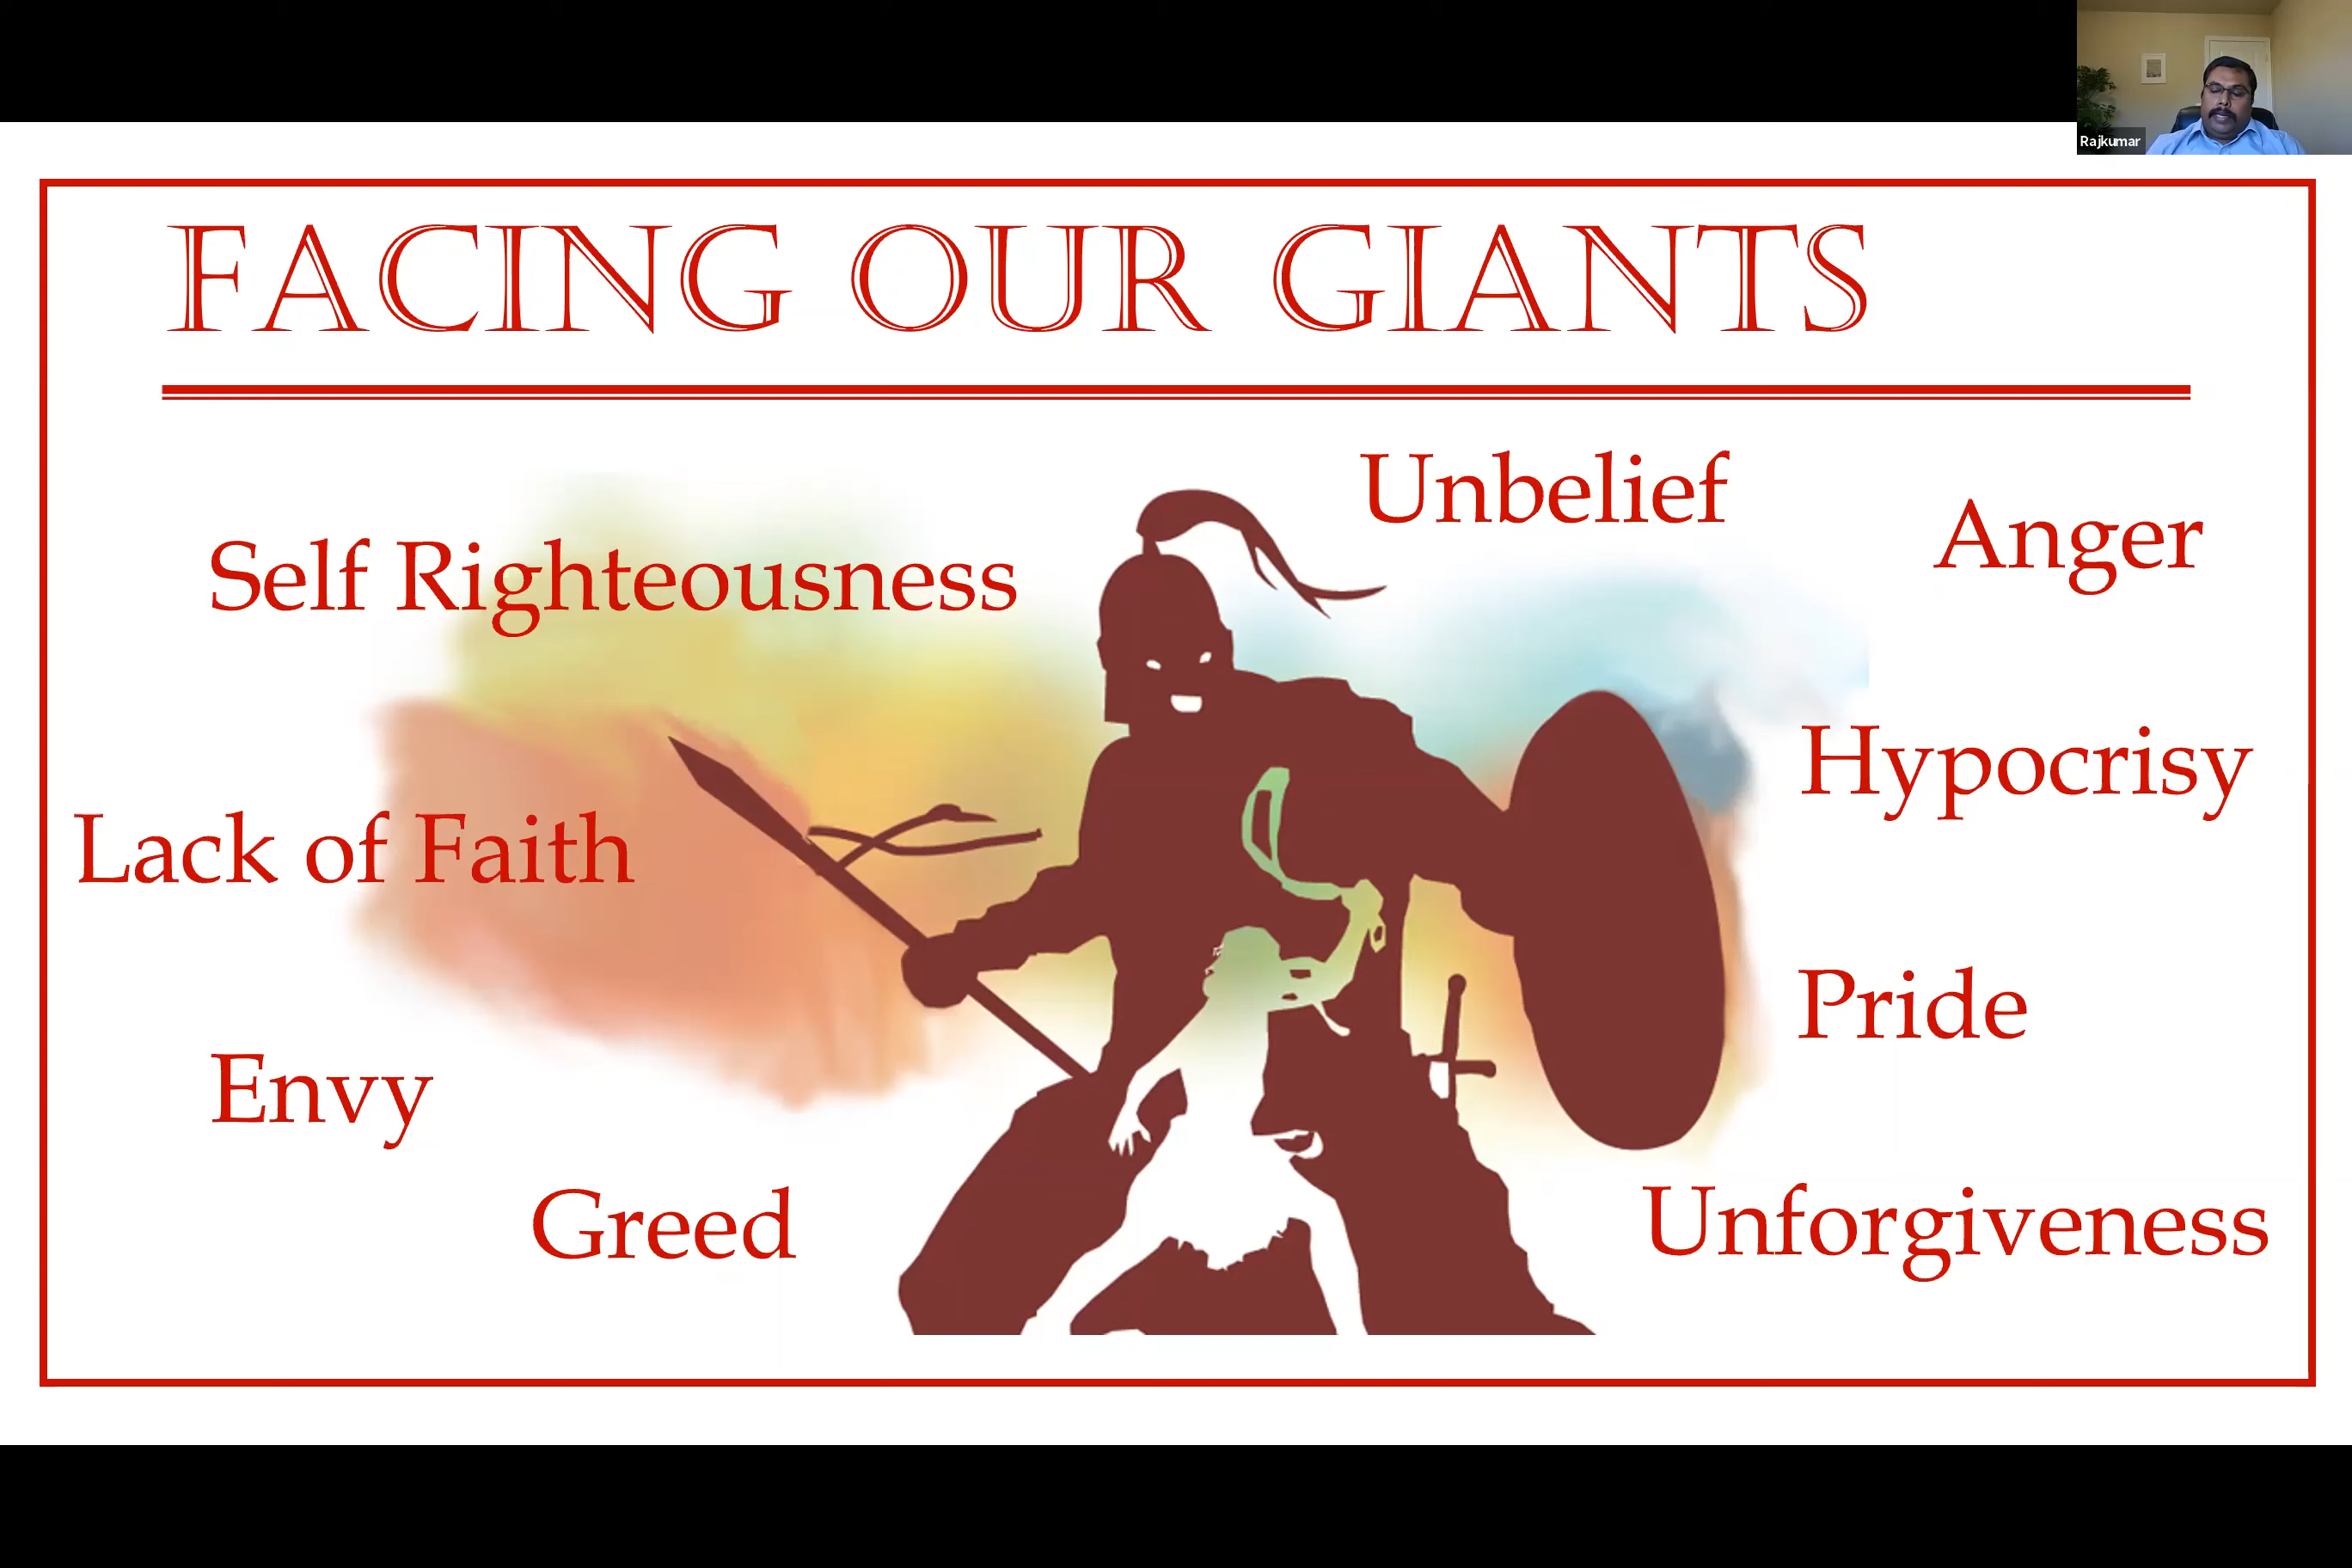 Rajkumar
FACING OUR GIANTS
Unbelief
Anger
Self Righteousness
Hypocrisy
Lack of Faith
Pride
Envy
Greed
Unforgiveness